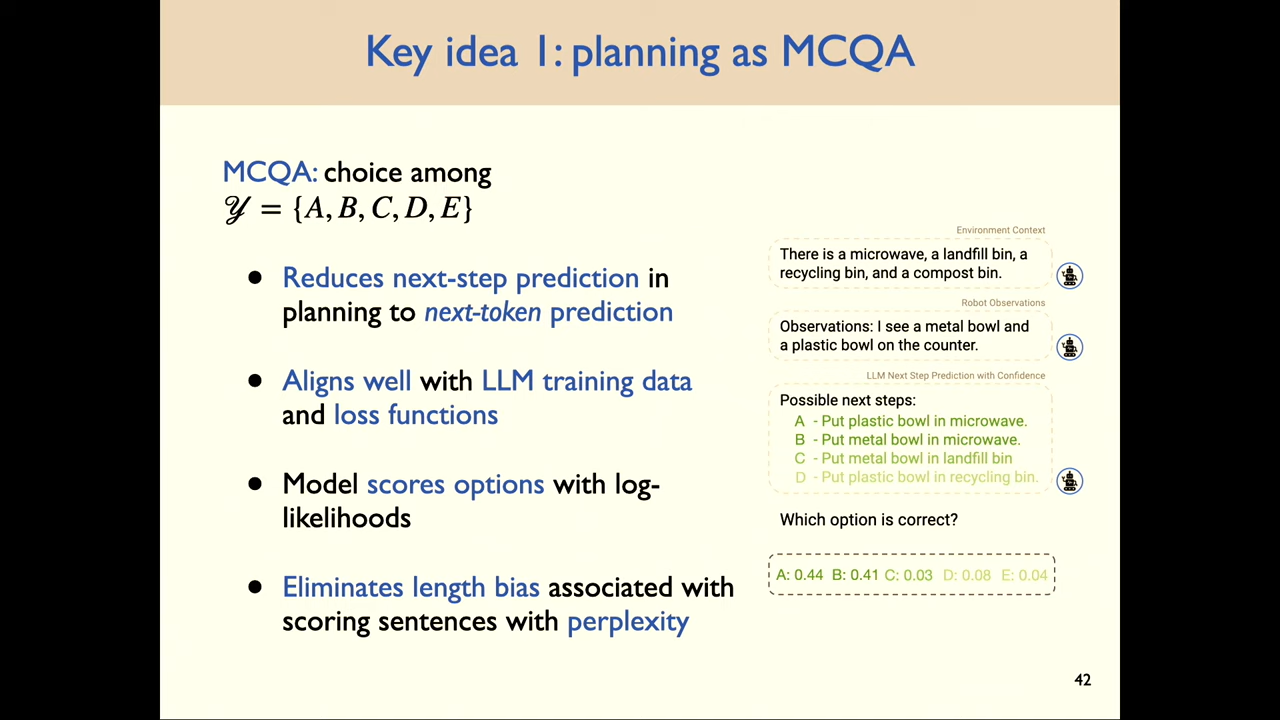 Key idea 1: planning as MCQA
MCQA: choice among
𝒴 = {A, B, C, D, E}
● Reduces next-step prediction in
planning to next-token prediction
● Aligns well with LLM training data
and loss functions
● Model scores options with log-
likelihoods
● Eliminates length bias associated with
scoring sentences with perplexity
Environment Context
There is a microwave, a landfill bin, a
recycling bin, and a compost bin.
Robot Observations
Observations: I see a metal bowl and
a plastic bowl on the counter.
LLM Next Step Prediction with Confidence
Possible next steps:
A - Put plastic bowl in microwave.
B - Put metal bowl in microwave.
C - Put metal bowl in landfill bin
D - Put plastic bowl in recycling bin.
Which option is correct?
A: 0.44 B: 0.41 C: 0.03 D: 0.08 E: 0.04
42